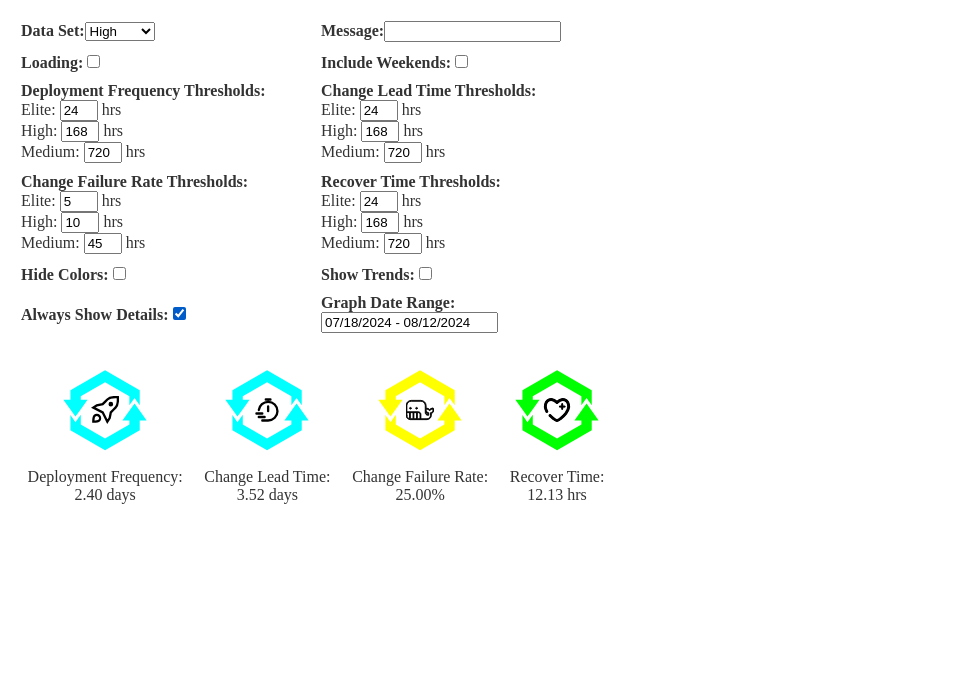 Data Set: High
Message:
Loading:
Include Weekends:
Deployment Frequency Thresholds:
Elite: 24 hrs
High: 168 hrs
Medium: 720 hrs
Change Lead Time Thresholds:
Elite: 24 hrs
High: 168 hrs
Medium: 720 hrs
Change Failure Rate Thresholds:
Elite: 5 hrs
High: 10 hrs
Medium: 45 hrs
Recover Time Thresholds:
Elite: 24 hrs
High: 168 hrs
Medium: 720 hrs
Hide Colors:
Show Trends:
Always Show Details:
Graph Date Range:
07/18/2024 - 08/12/2024
Deployment Frequency:
2.40 days
Change Lead Time:
3.52 days
Change Failure Rate:
25.00%
Recover Time:
12.13 hrs